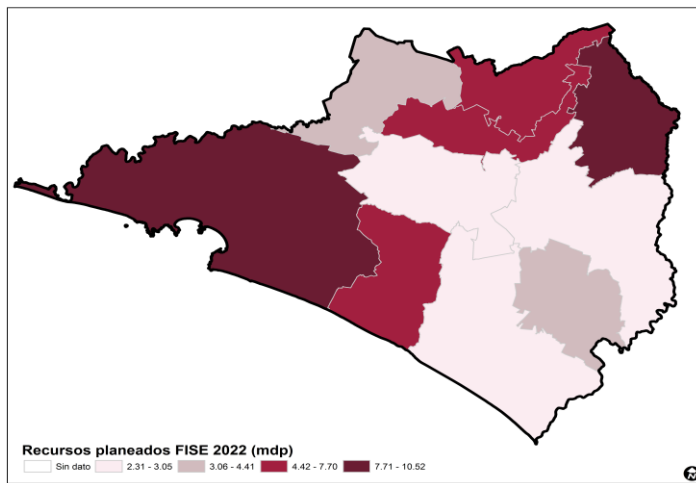 Recursos planeados FISE 2022 (mdp)
Sin dato 2.31 - 3.05 3.06 - 4.41 4.42 - 7.70 7.71 - 10.52